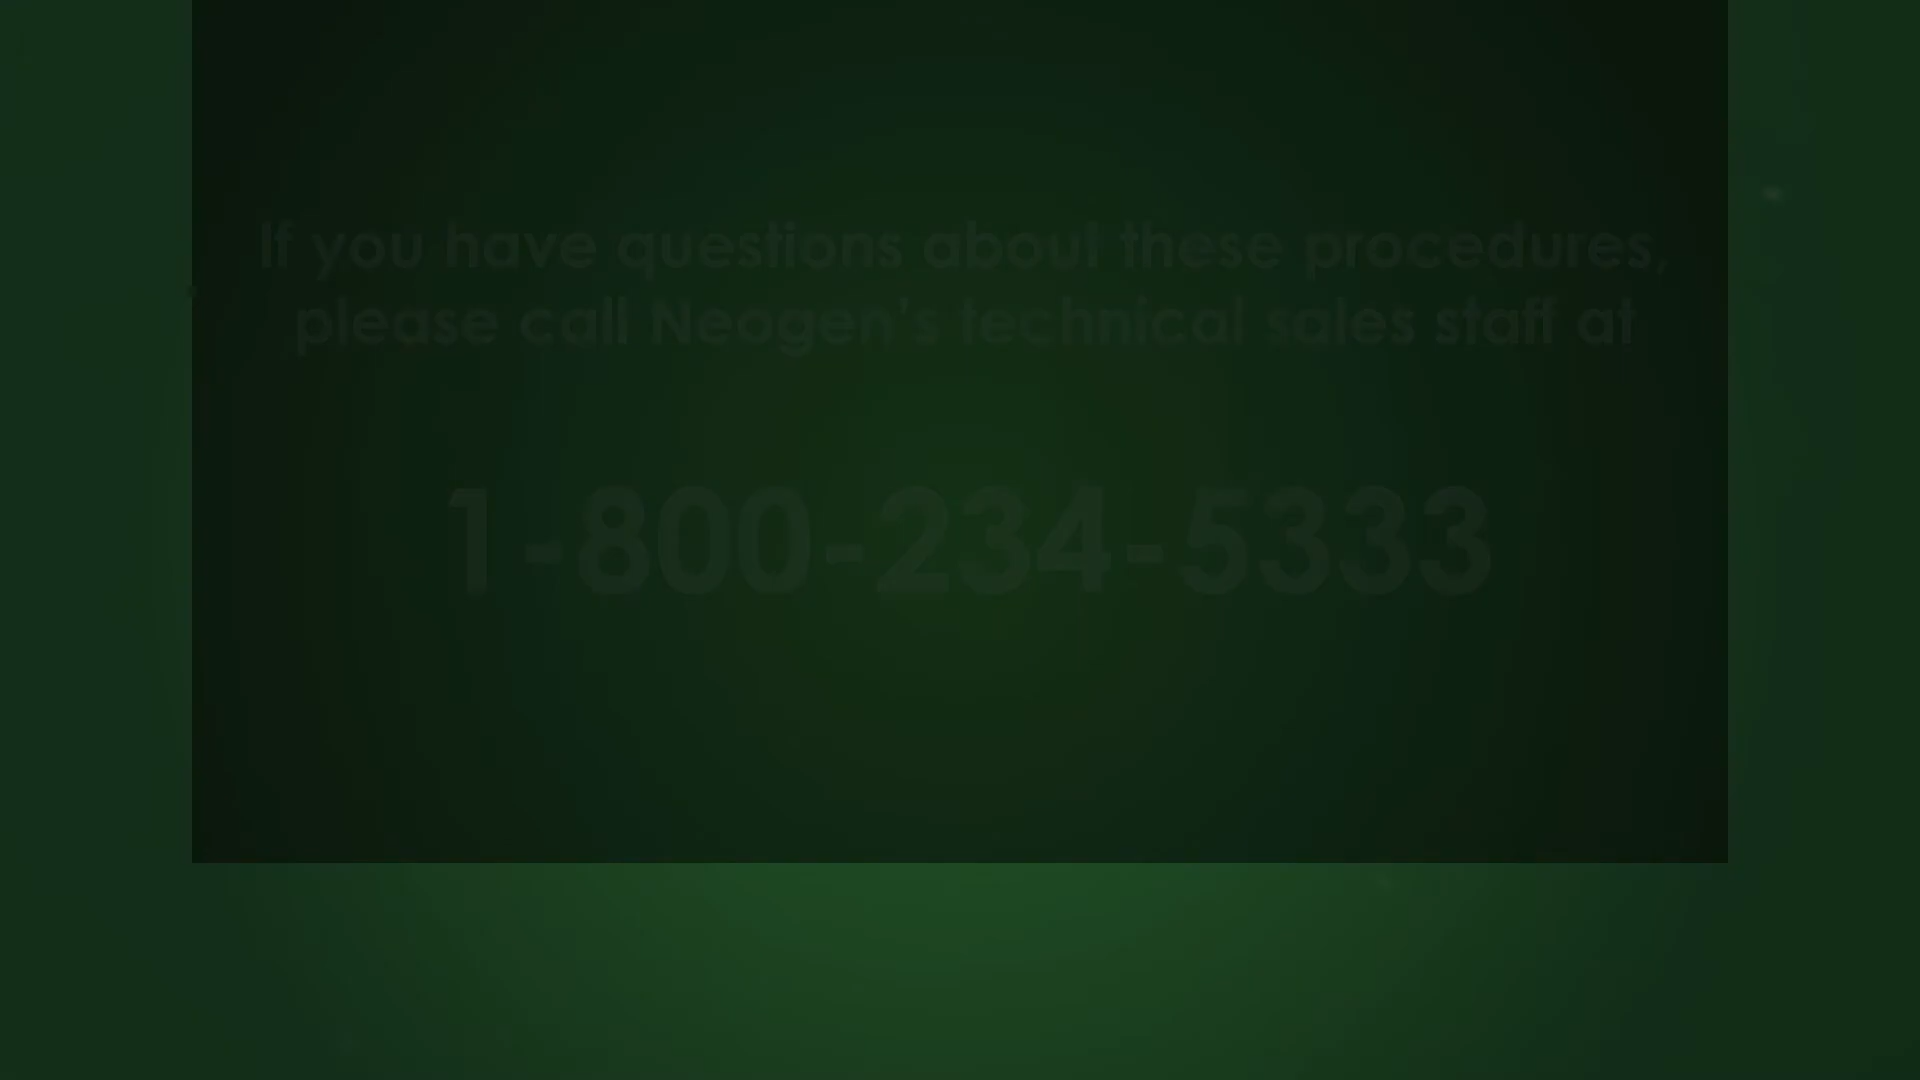 If you have questions about these procedures,
please call Neogen’s technical sales staff at
1-800-234-5333